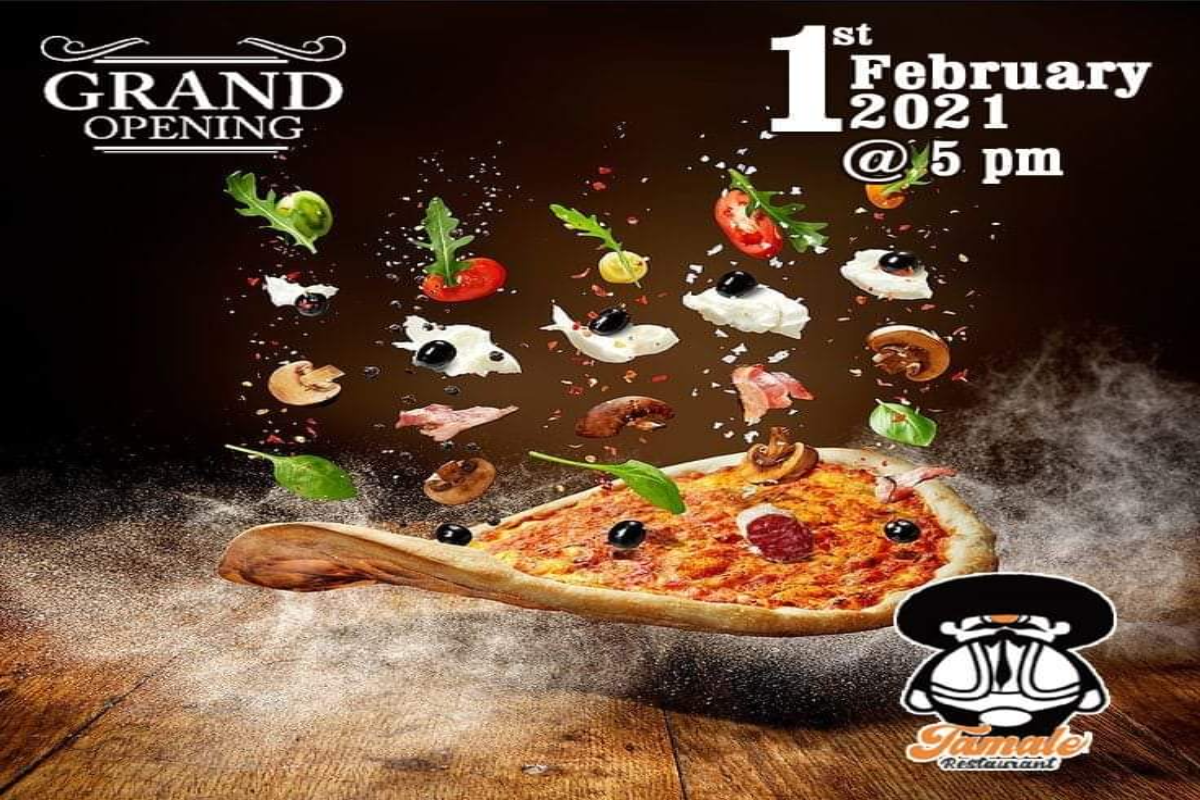 GRAND
OPENING
1st
February
2021
@ 5 pm
Tamale
Restaurant